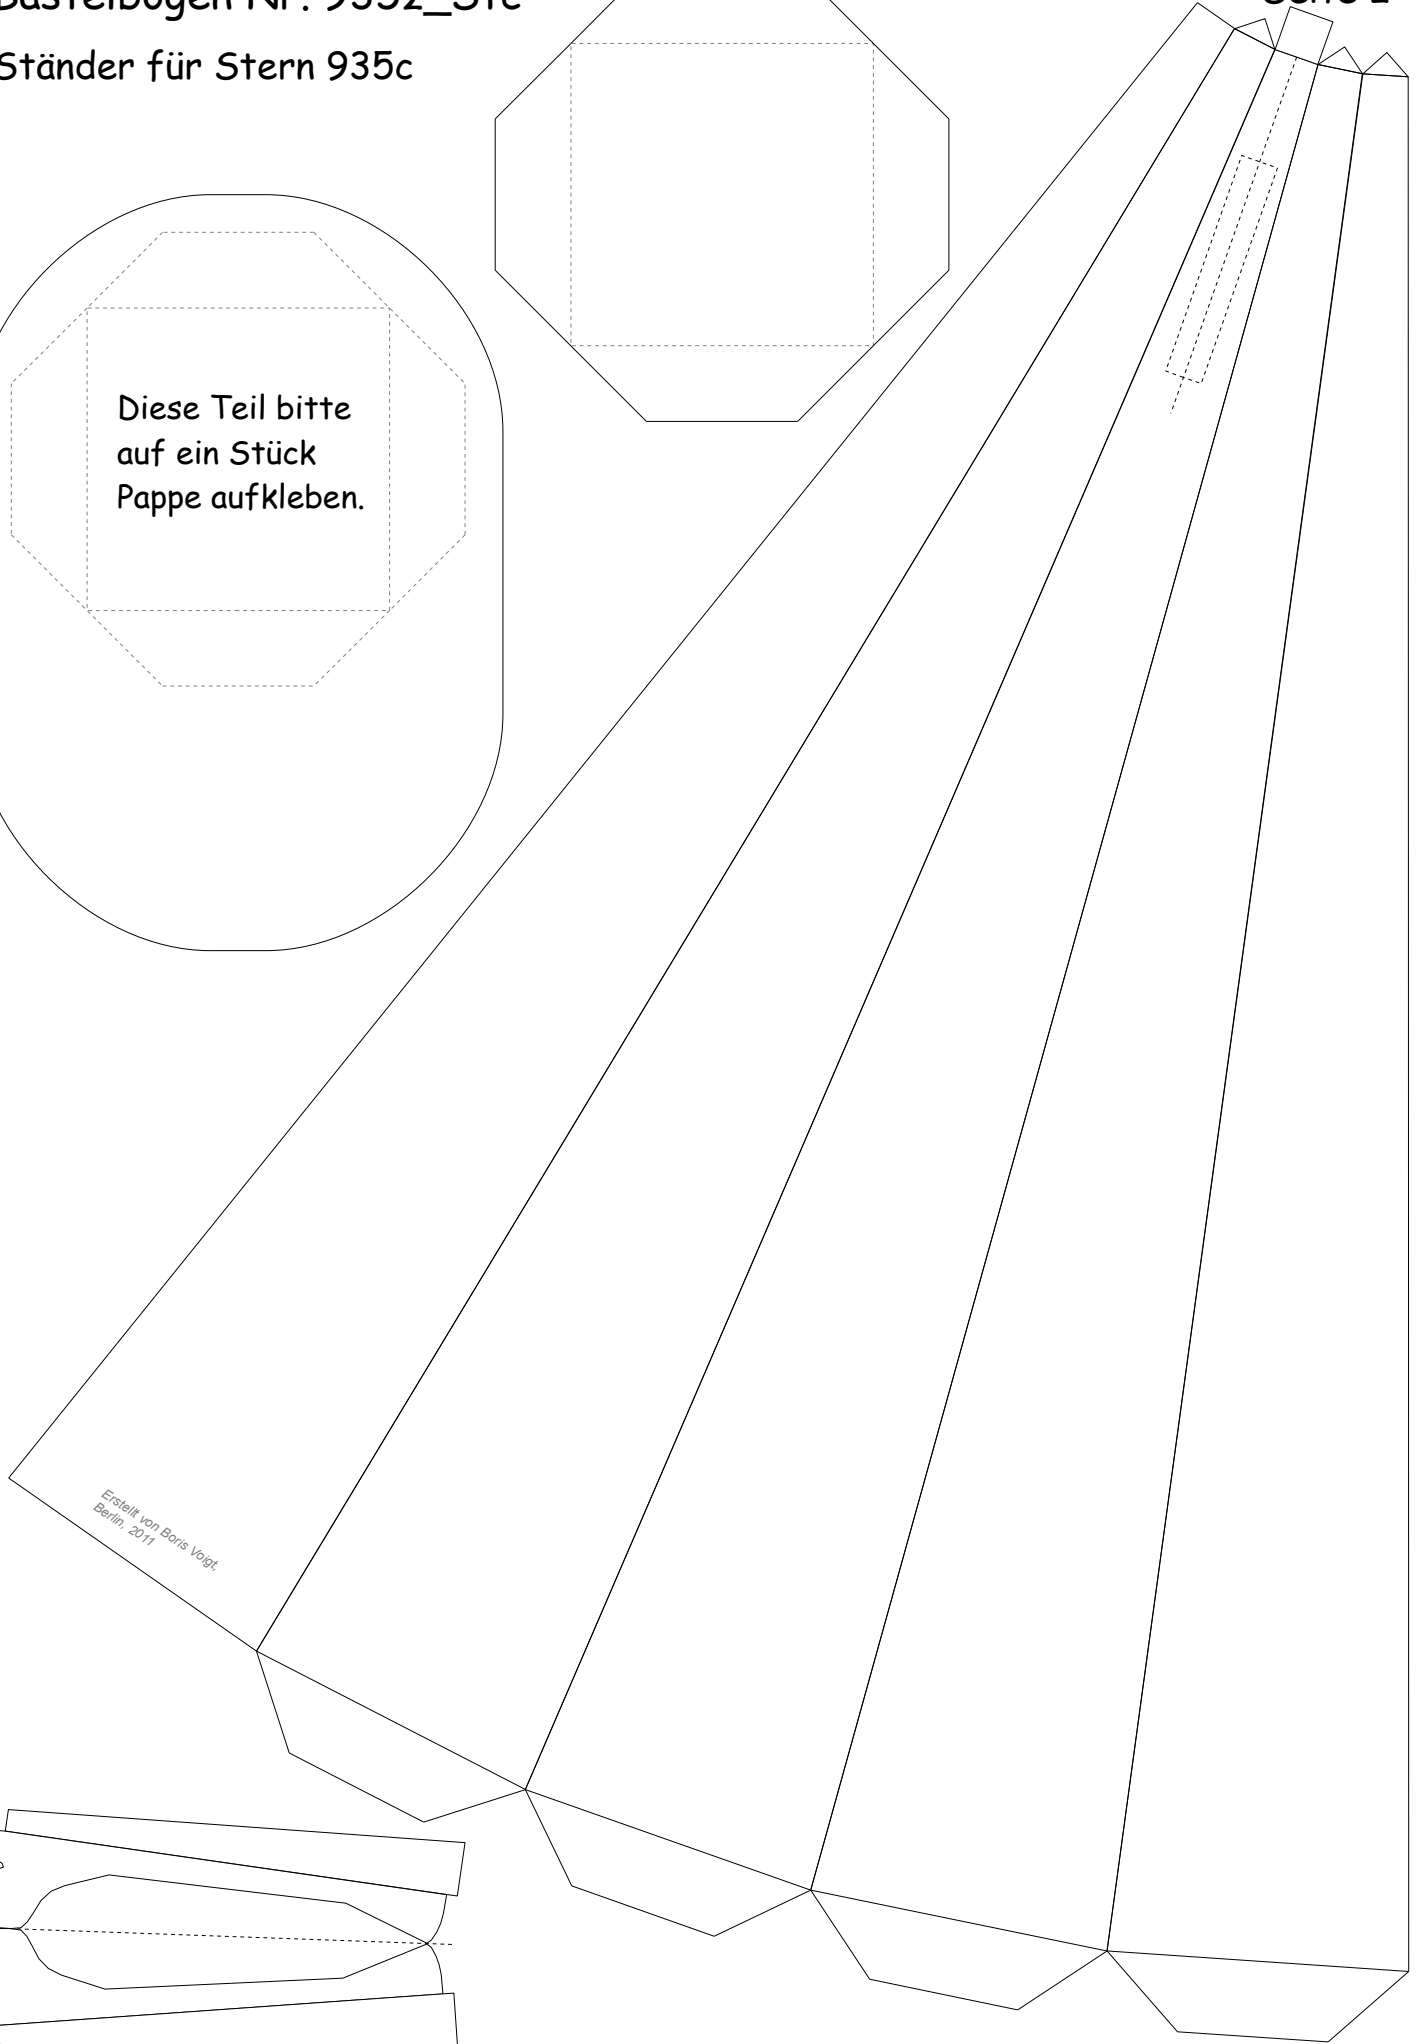 Ständer für Stern 935c
Diese Teil bitte
auf ein Stück
Pappe aufkleben.
Erstellt von Boris Voigt,
Berlin, 2011